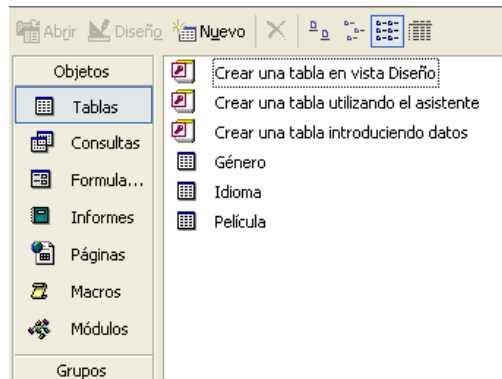 Abrir Diseño Nuevo
Objetos
Tablas
Consultas
Formula...
Informes
Páginas
Macros
Módulos
Grupos
Crear una tabla en vista Diseño
Crear una tabla utilizando el asistente
Crear una tabla introduciendo datos
Género
Idioma
Película